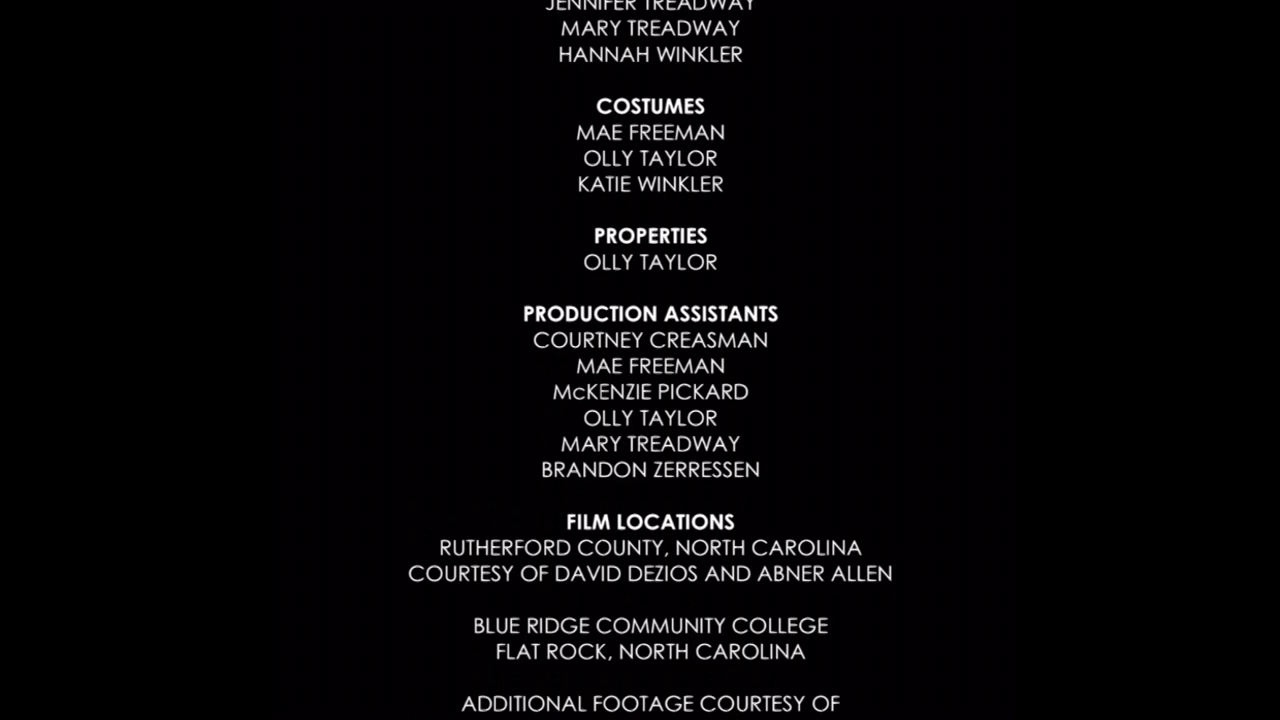 JENNIFER TREADWAY
MARY TREADWAY
HANNAH WINKLER
COSTUMES
MAE FREEMAN
OLLY TAYLOR
KATIE WINKLER
PROPERTIES
OLLY TAYLOR
PRODUCTION ASSISTANTS
COURTNEY CREASMAN
MAE FREEMAN
McKENZIE PICKARD
OLLY TAYLOR
MARY TREADWAY
BRANDON ZERRESSEN
FILM LOCATIONS
RUTHERFORD COUNTY, NORTH CAROLINA
COURTESY OF DAVID DEZIOS AND ABNER ALLEN
BLUE RIDGE COMMUNITY COLLEGE
FLAT ROCK, NORTH CAROLINA
ADDITIONAL FOOTAGE COURTESY OF